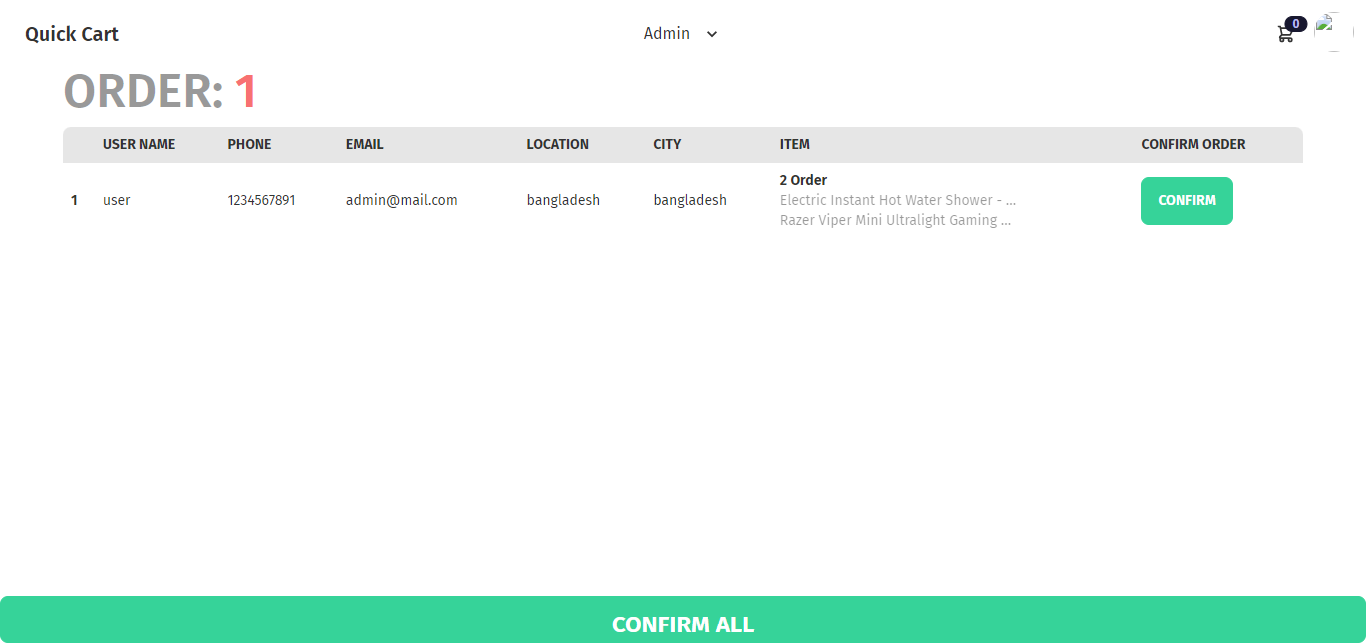 Quick Cart
Admin
0
ORDER: 1
USER NAME PHONE EMAIL LOCATION CITY ITEM CONFIRM ORDER
1 user 1234567891 admin@mail.com bangladesh bangladesh 2 Order
Electric Instant Hot Water Shower - ...
Razer Viper Mini Ultralight Gaming ...
CONFIRM
CONFIRM ALL